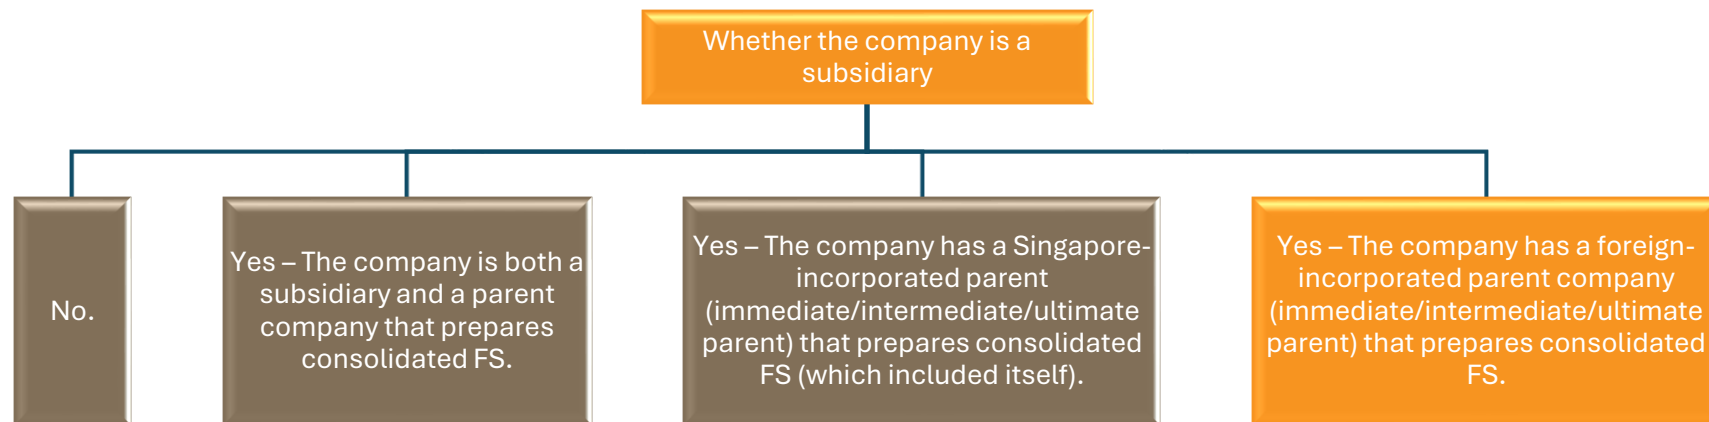 Whether the company is a
subsidiary
No.
Yes – The company is both a
subsidiary and a parent
company that prepares
consolidated FS.
Yes – The company has a Singapore-
incorporated parent
(immediate/intermediate/ultimate
parent) that prepares consolidated
FS (which included itself).
Yes – The company has a foreign-
incorporated parent company
(immediate/intermediate/ultimate
parent) that prepares consolidated
FS.